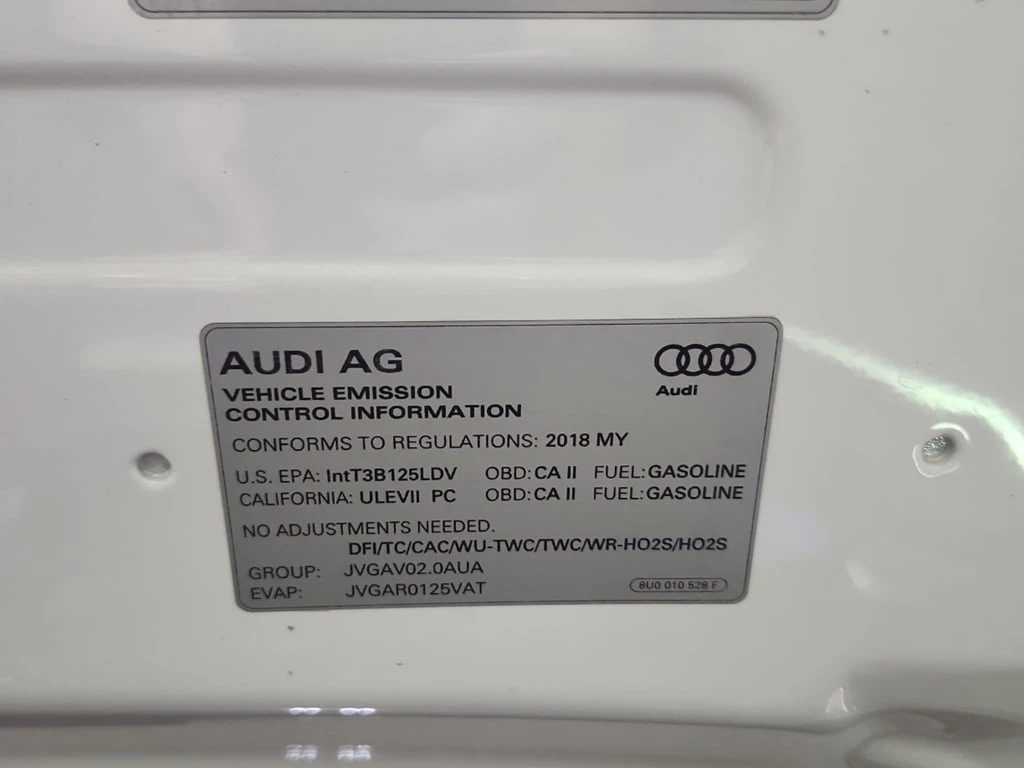 AUDI AG
Audi
VEHICLE EMISSION
CONTROL INFORMATION
CONFORMS TO REGULATIONS: 2018 MY
U.S. EPA: IntT3B125LDV OBD: CA II FUEL: GASOLINE
CALIFORNIA: ULEVII PC OBD: CA II FUEL: GASOLINE
NO ADJUSTMENTS NEEDED.
DFI/TC/CAC/WU-TWC/TWC/WR-HO2S/HO2S
GROUP: JVGAV02.0AUA
EVAP: JVGAR0125VAT
8U0 010 528 F